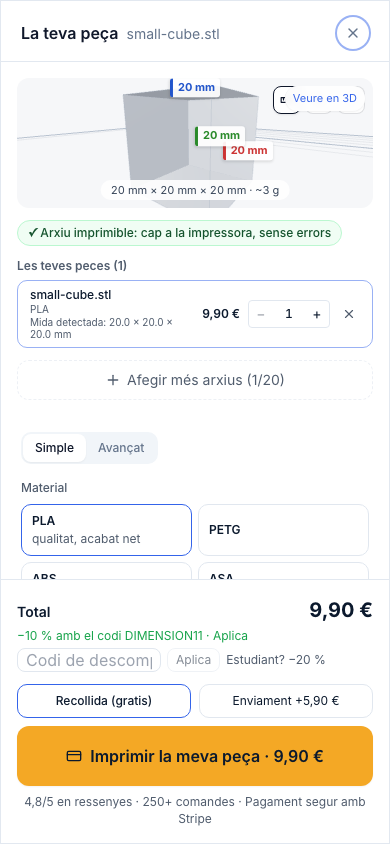 La teva peça small-cube.stl
20 mm
Veure en 3D
20 mm
20 mm
20 mm × 20 mm × 20 mm · ~3 g
✓ Arxiu imprimible: cap a la impressora, sense errors
Les teves peces (1)
small-cube.stl
PLA
Mida detectada: 20.0 × 20.0 ×
20.0 mm
9,90 € − 1 +
Afegir més arxius (1/20)
Simple Avançat
Material
PLA
qualitat, acabat net
PETG
ABS ASA
Total 9,90 €
−10 % amb el codi DIMENSION11 · Aplica
Codi de descom Aplica Estudiant? −20 %
Recollida (gratis) Enviament +5,90 €
Imprimir la meva peça · 9,90 €
4,8/5 en ressenyes · 250+ comandes · Pagament segur amb
Stripe